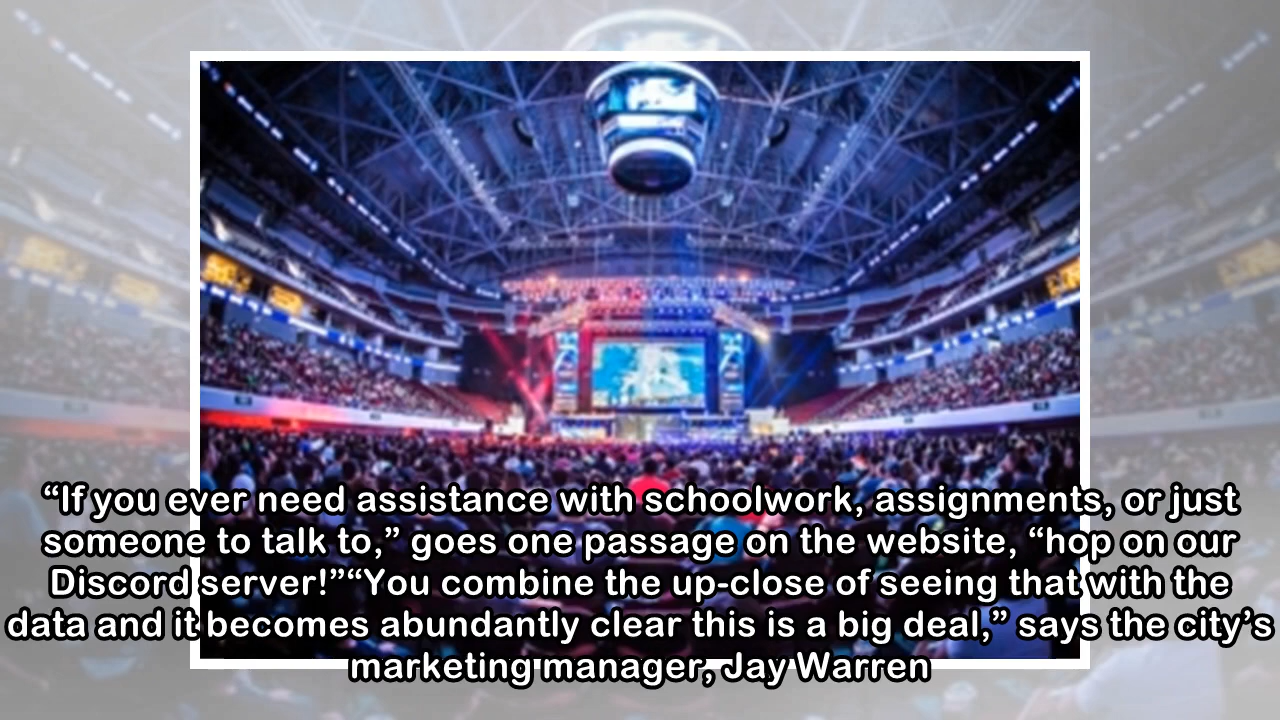 “If you ever need assistance with schoolwork, assignments, or just
someone to talk to,” goes one passage on the website, “hop on our
Discord server!”“You combine the up-close of seeing that with the
data and it becomes abundantly clear this is a big deal,” says the city’s
marketing manager, Jay Warren